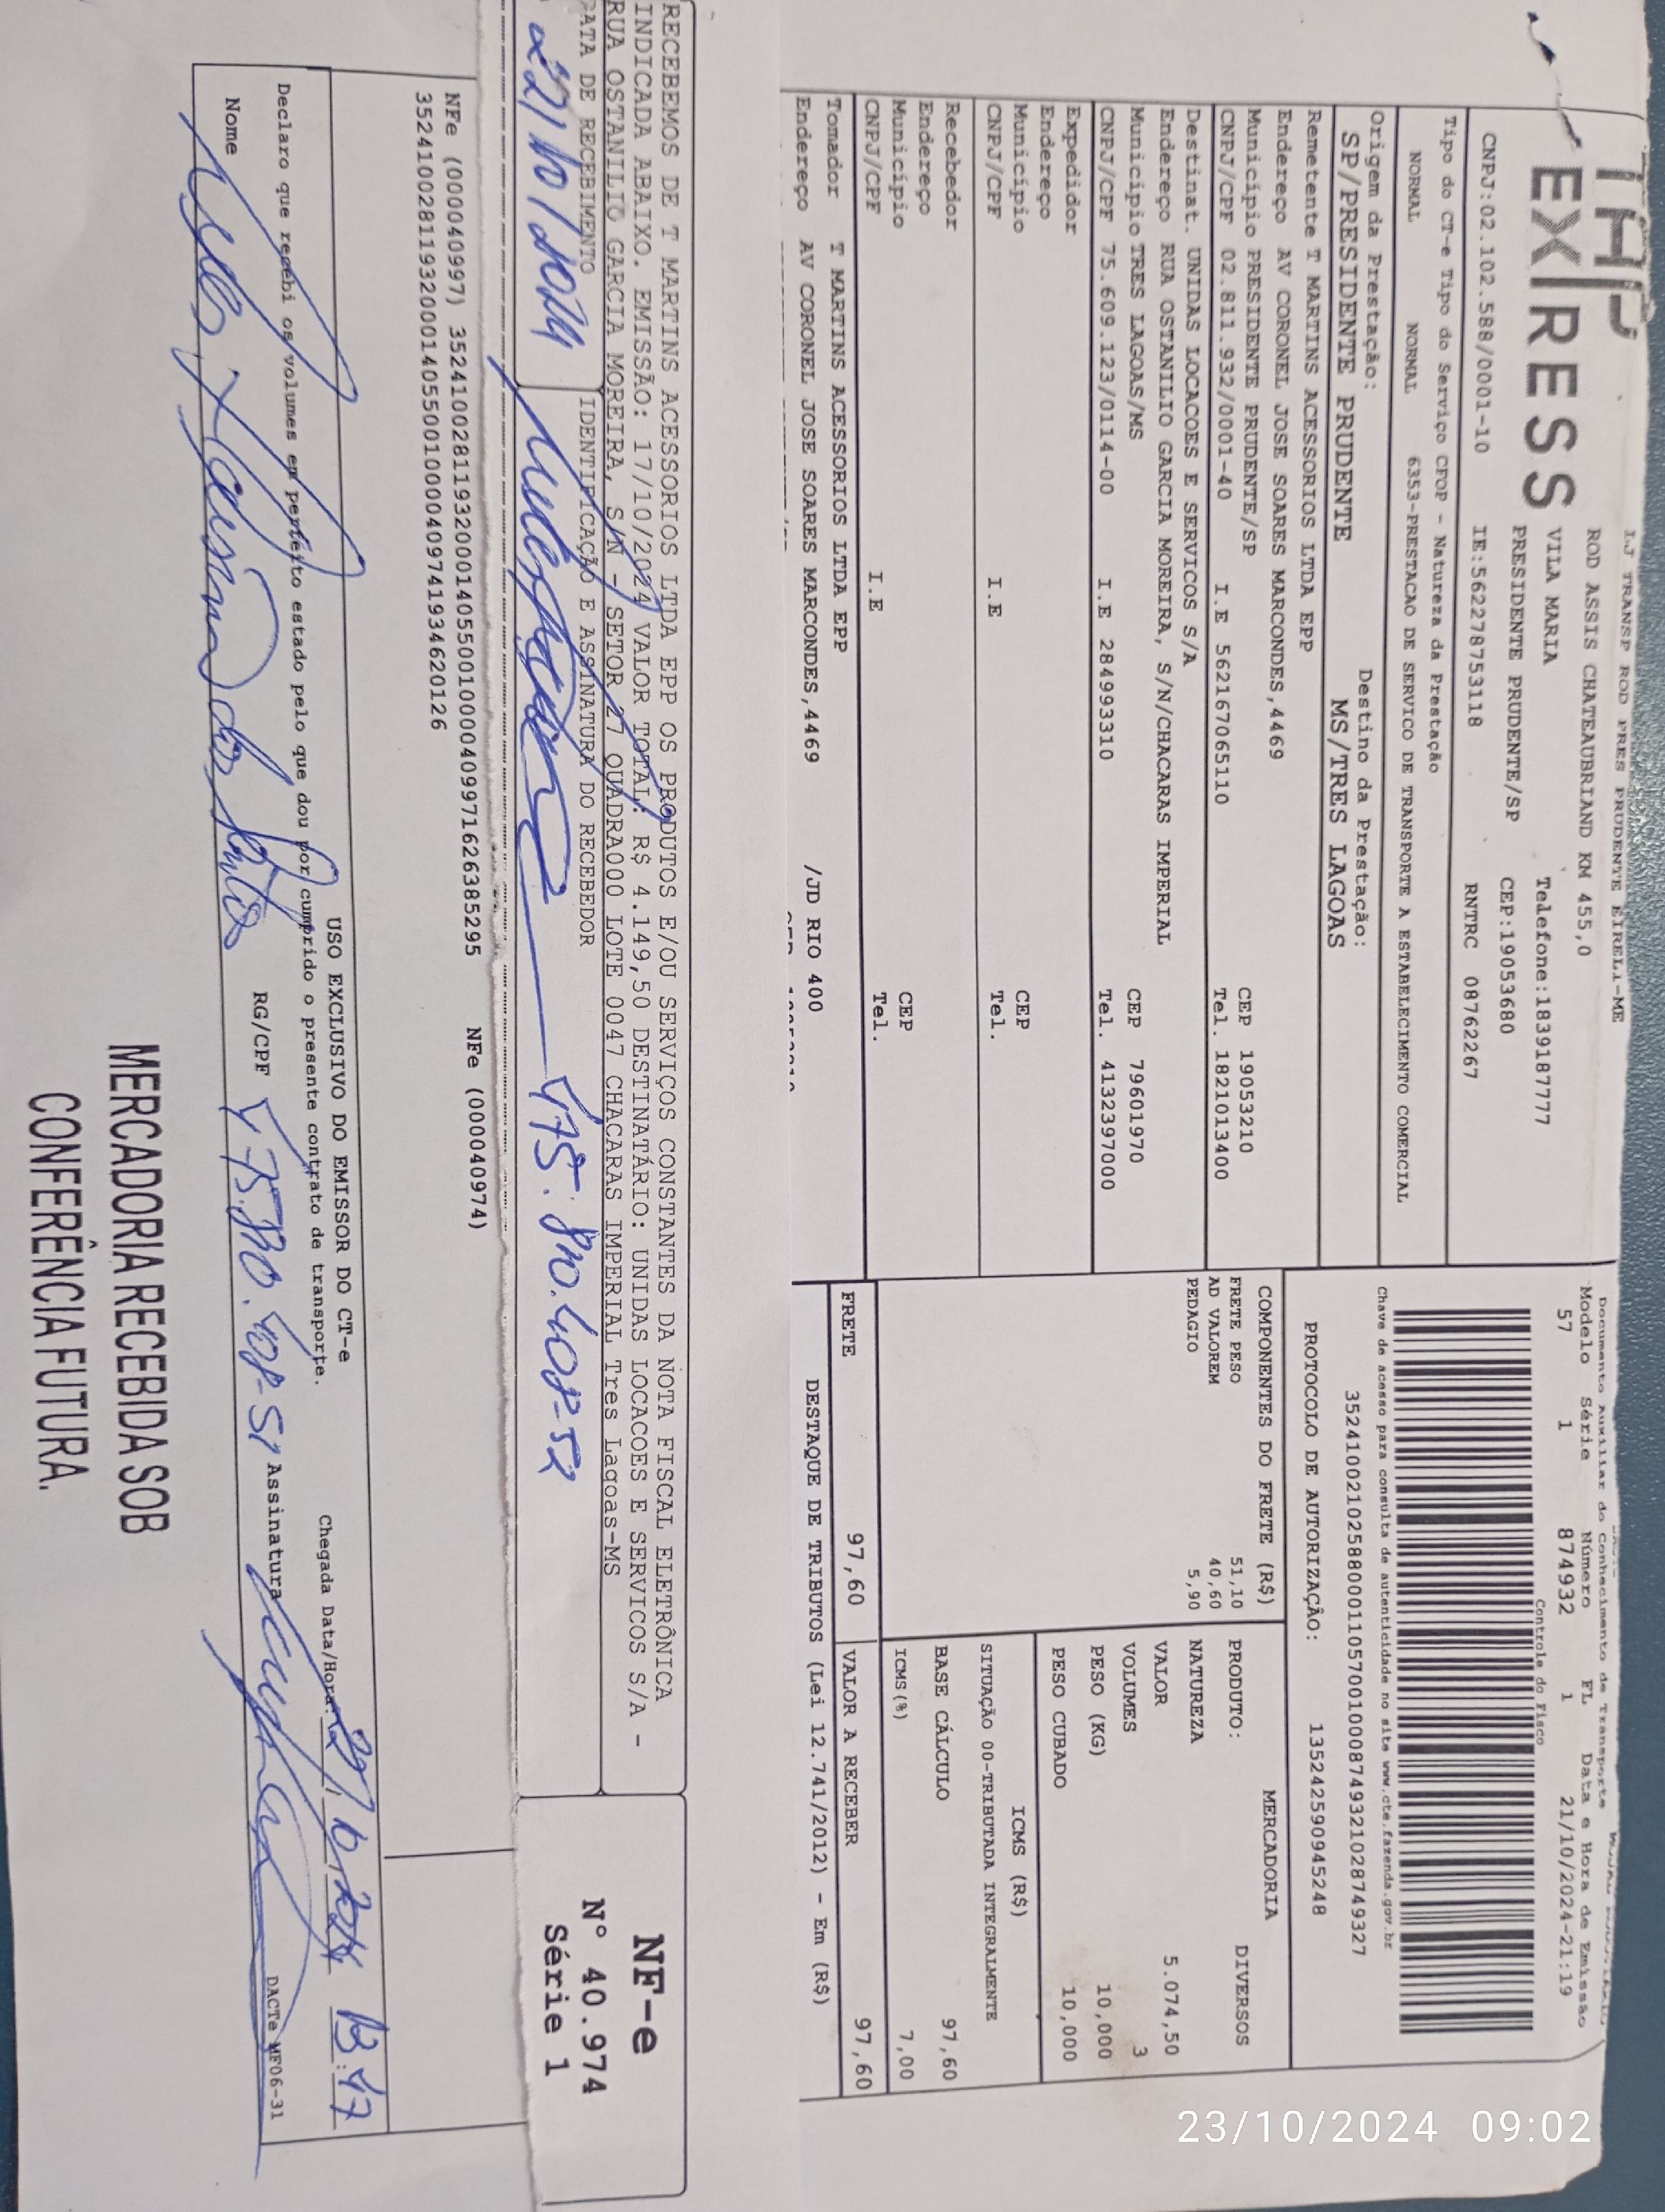 TAP
EXPRESS
LJ TRANSP ROD PRES PRUDENTE EIRELI-ME
ROD ASSIS CHATEAUBRIAND KM 455,0
VILA MARIA Telefone:1839187777
PRESIDENTE PRUDENTE/SP CEP:19053680
CNPJ:02.102.588/0001-10 IE:562278753118 RNTRC 08762267
Documento Auxiliar do Conhecimento de Transporte
Modelo Série Número FL Data e Hora de Emissão
57 1 874932 1 21/10/2024-21:19
Controle do Fisco
Tipo do CT-e Tipo do Serviço CFOP - Natureza da Prestação
NORMAL NORMAL 6353-PRESTACAO DE SERVICO DE TRANSPORTE A ESTABELECIMENTO COMERCIAL
Chave de acesso para consulta de autenticidade no site www.cte.fazenda.gov.br
35241002102588000110570010008749321028749327
Origem da Prestação: Destino da Prestação:
SP/PRESIDENTE PRUDENTE MS/TRES LAGOAS
PROTOCOLO DE AUTORIZAÇÃO: 135242590945248
Remetente T MARTINS ACESSORIOS LTDA EPP
Endereço AV CORONEL JOSE SOARES MARCONDES,4469
Município PRESIDENTE PRUDENTE/SP CEP 19053210
CNPJ/CPF 02.811.932/0001-40 I.E 562167065110 Tel. 1821013400
Destinat. UNIDAS LOCACOES E SERVICOS S/A
Endereço RUA OSTANILIO GARCIA MOREIRA, S/N/CHACARAS IMPERIAL
Município TRES LAGOAS/MS CEP 79601970
CNPJ/CPF 75.609.123/0114-00 I.E 284993310 Tel. 4132397000
Expedidor
Endereço
Município CEP
CNPJ/CPF I.E Tel.
Recebedor
Endereço
Município CEP
CNPJ/CPF I.E Tel.
Tomador T MARTINS ACESSORIOS LTDA EPP
Endereço AV CORONEL JOSE SOARES MARCONDES,4469 /JD RIO 400
COMPONENTES DO FRETE (R$)
FRETE PESO 51,10
AD VALOREM 40,60
PEDAGIO 5,90
MERCADORIA
PRODUTO: DIVERSOS
NATUREZA
VALOR 5.074,50
VOLUMES 3
PESO (KG) 10,000
PESO CUBADO 10,000
ICMS (R$)
SITUAÇÃO 00-TRIBUTADA INTEGRALMENTE
BASE CÁLCULO 97,60
ICMS(%) 7,00
FRETE 97,60 VALOR A RECEBER 97,60
DESTAQUE DE TRIBUTOS (Lei 12.741/2012) - Em (R$)
RECEBEMOS DE T MARTINS ACESSORIOS LTDA EPP OS PRODUTOS E/OU SERVIÇOS CONSTANTES DA NOTA FISCAL ELETRÔNICA
INDICADA ABAIXO. EMISSÃO: 17/10/2024 VALOR TOTAL: R$ 4.149,50 DESTINATÁRIO: UNIDAS LOCACOES E SERVICOS S/A -
RUA OSTANILIO GARCIA MOREIRA, S/N - SETOR 27 QUADRA000 LOTE 0047 CHACARAS IMPERIAL Tres Lagoas-MS
DATA DE RECEBIMENTO IDENTIFICAÇÃO E ASSINATURA DO RECEBEDOR
22/10/2024
NF-e
N° 40.974
Série 1
NFe (000040997) 35241002811932000140550010000409971626385295 NFe (000040974)
35241002811932000140550010000409741934620126
USO EXCLUSIVO DO EMISSOR DO CT-e
Declaro que recebi os volumes em perfeito estado pelo que dou por cumprido o presente contrato de transporte.
Chegada Data/Hora:
Nome RG/CPF Assinatura
DACTe MF06-31
MERCADORIA RECEBIDA SOB
CONFERÊNCIA FUTURA.
23/10/2024 09:02